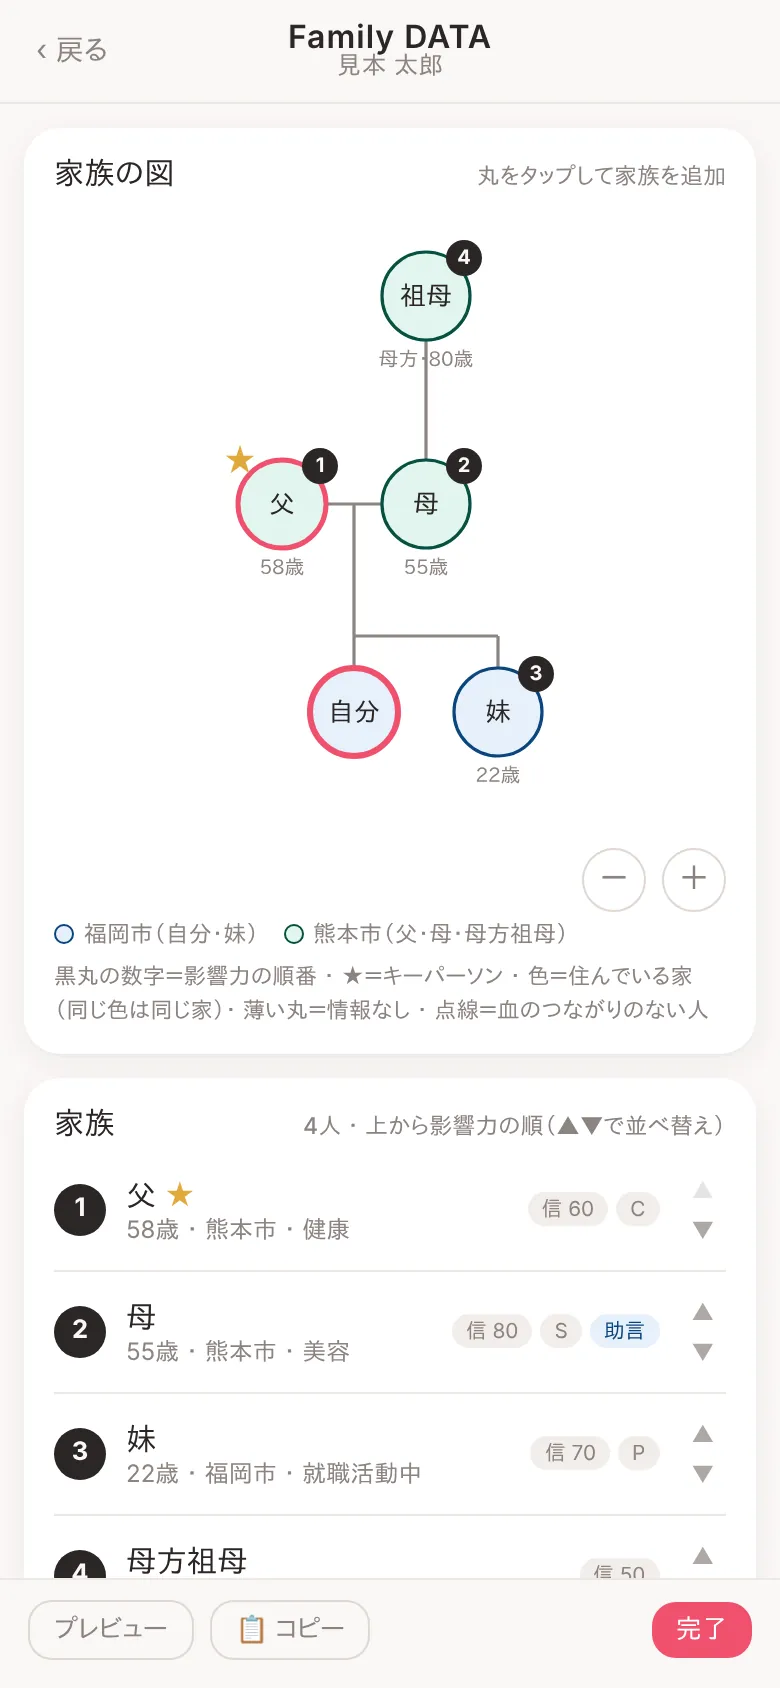 ‹ 戻る
Family DATA
見本 太郎
家族の図
丸をタップして家族を追加
4
祖母
母方·80歳
★
1
父
58歳
2
母
55歳
自分
3
妹
22歳
− +
福岡市（自分·妹） 熊本市（父·母·母方祖母）
黒丸の数字＝影響力の順番 · ★＝キーパーソン · 色＝住んでいる家
（同じ色は同じ家）· 薄い丸＝情報なし · 点線＝血のつながりのない人
家族
4人 · 上から影響力の順（▲▼で並べ替え）
1
父 ★
58歳 · 熊本市 · 健康
信 60 C
▲
▼
2
母
55歳 · 熊本市 · 美容
信 80 S 助言
▲
▼
3
妹
22歳 · 福岡市 · 就職活動中
信 70 P
▲
▼
4
母方祖母
信 50
▲
プレビュー
📋 コピー
完了